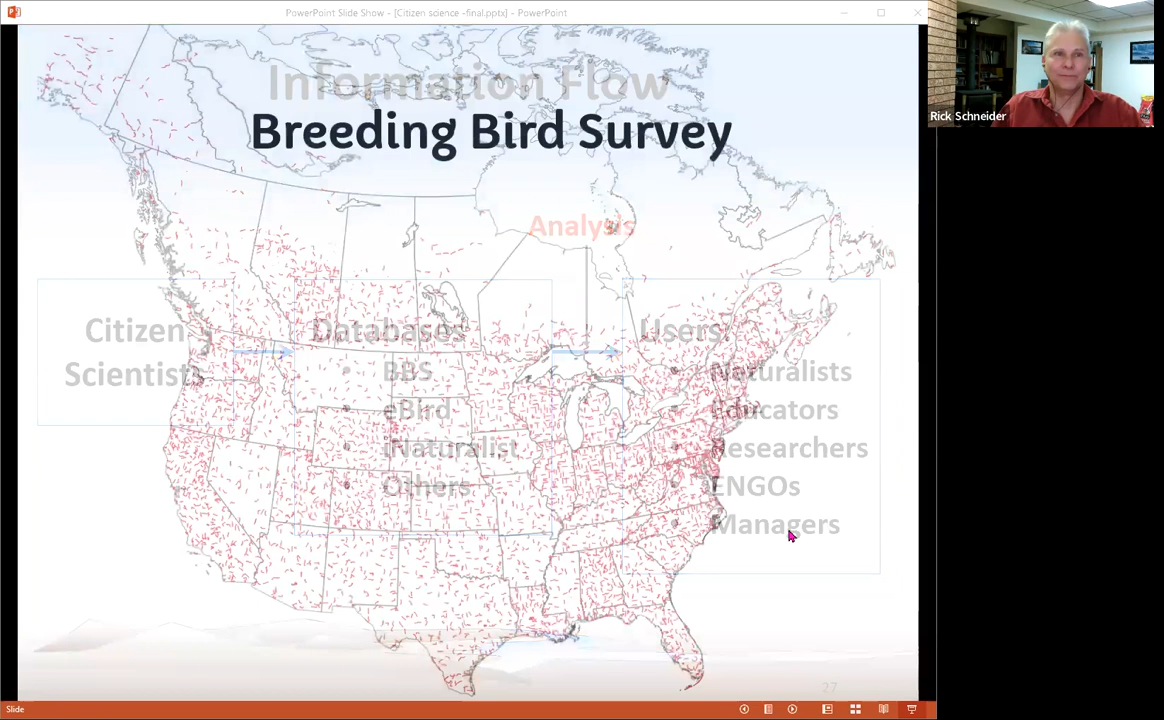 PowerPoint Slide Show - [Citizen science -final.pptx] - PowerPoint
Rick Schneider
Information Flow
Breeding Bird Survey
Analysis
Citizen
Scientists
Databases
BBS
eBird
iNaturalist
Others
Users
Naturalists
Educators
Researchers
ENGOs
Managers
27
Slide